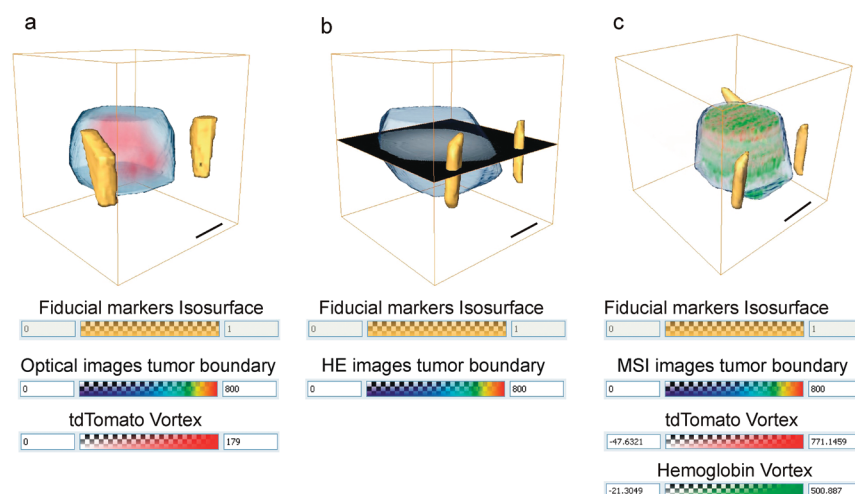 a
b
c
Fiducial markers Isosurface
0
1
Optical images tumor boundary
0
800
tdTomato Vortex
0
179
Fiducial markers Isosurface
0
1
HE images tumor boundary
0
800
Fiducial markers Isosurface
0
1
MSI images tumor boundary
0
800
tdTomato Vortex
-47.6321
771.1459
Hemoglobin Vortex
-21.3049
500.887